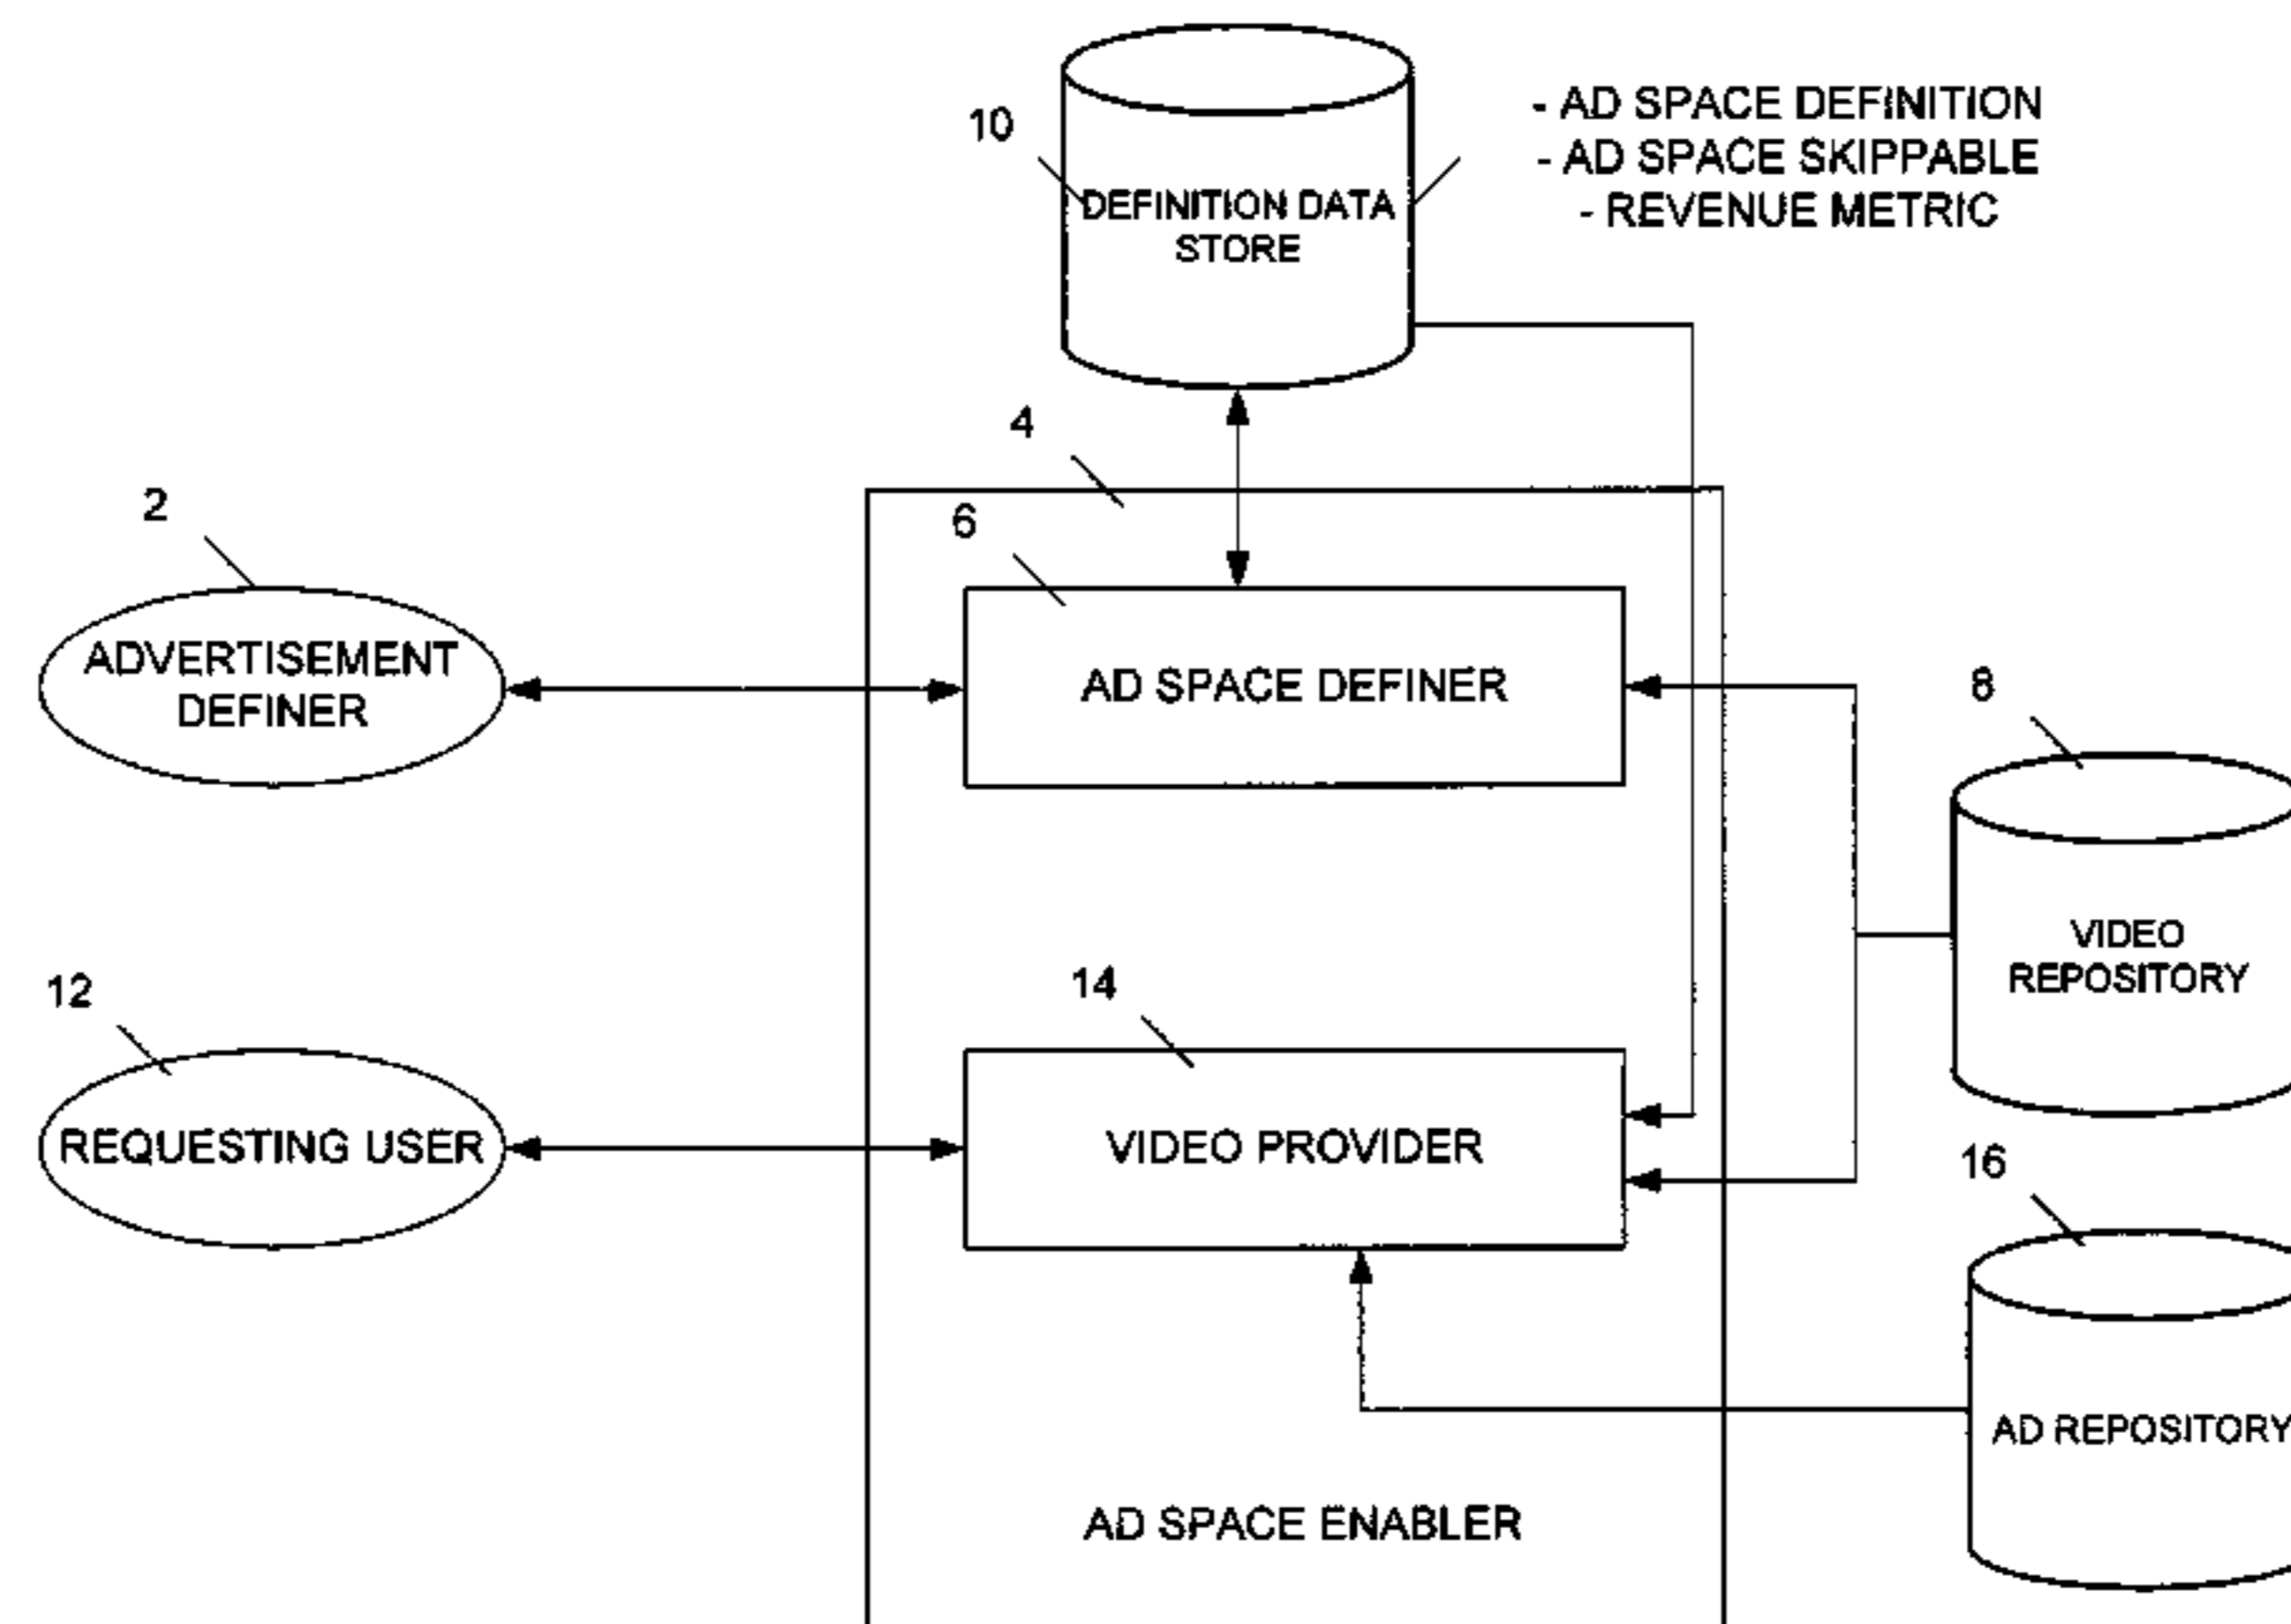 10
DEFINITION DATA
STORE
- AD SPACE DEFINITION
- AD SPACE SKIPPABLE
- REVENUE METRIC
4
6
2
ADVERTISEMENT
DEFINER
AD SPACE DEFINER
8
VIDEO
REPOSITORY
12
REQUESTING USER
14
VIDEO PROVIDER
16
AD REPOSITORY
AD SPACE ENABLER